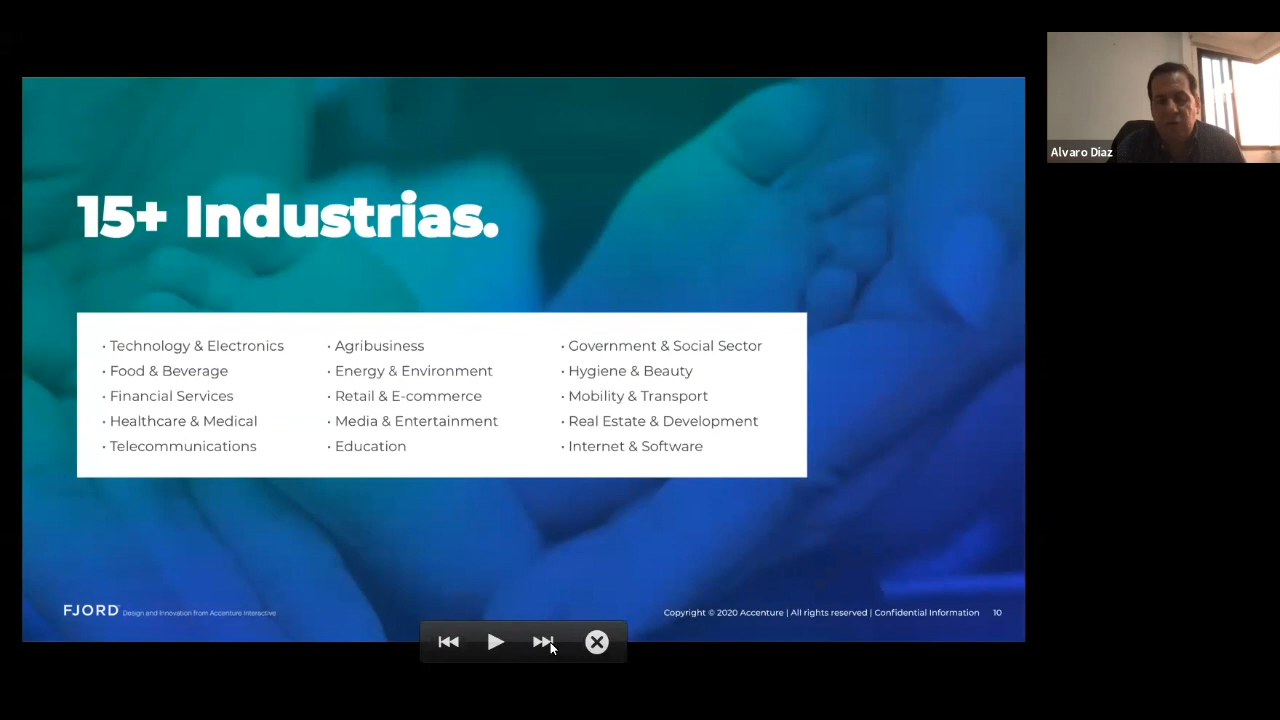 15+ Industrias.
· Technology & Electronics
· Food & Beverage
· Financial Services
· Healthcare & Medical
· Telecommunications
· Agribusiness
· Energy & Environment
· Retail & E-commerce
· Media & Entertainment
· Education
· Government & Social Sector
· Hygiene & Beauty
· Mobility & Transport
· Real Estate & Development
· Internet & Software
FJORD Design and Innovation from Accenture Interactive
Copyright © 2020 Accenture | All rights reserved | Confidential Information 10
Alvaro Diaz